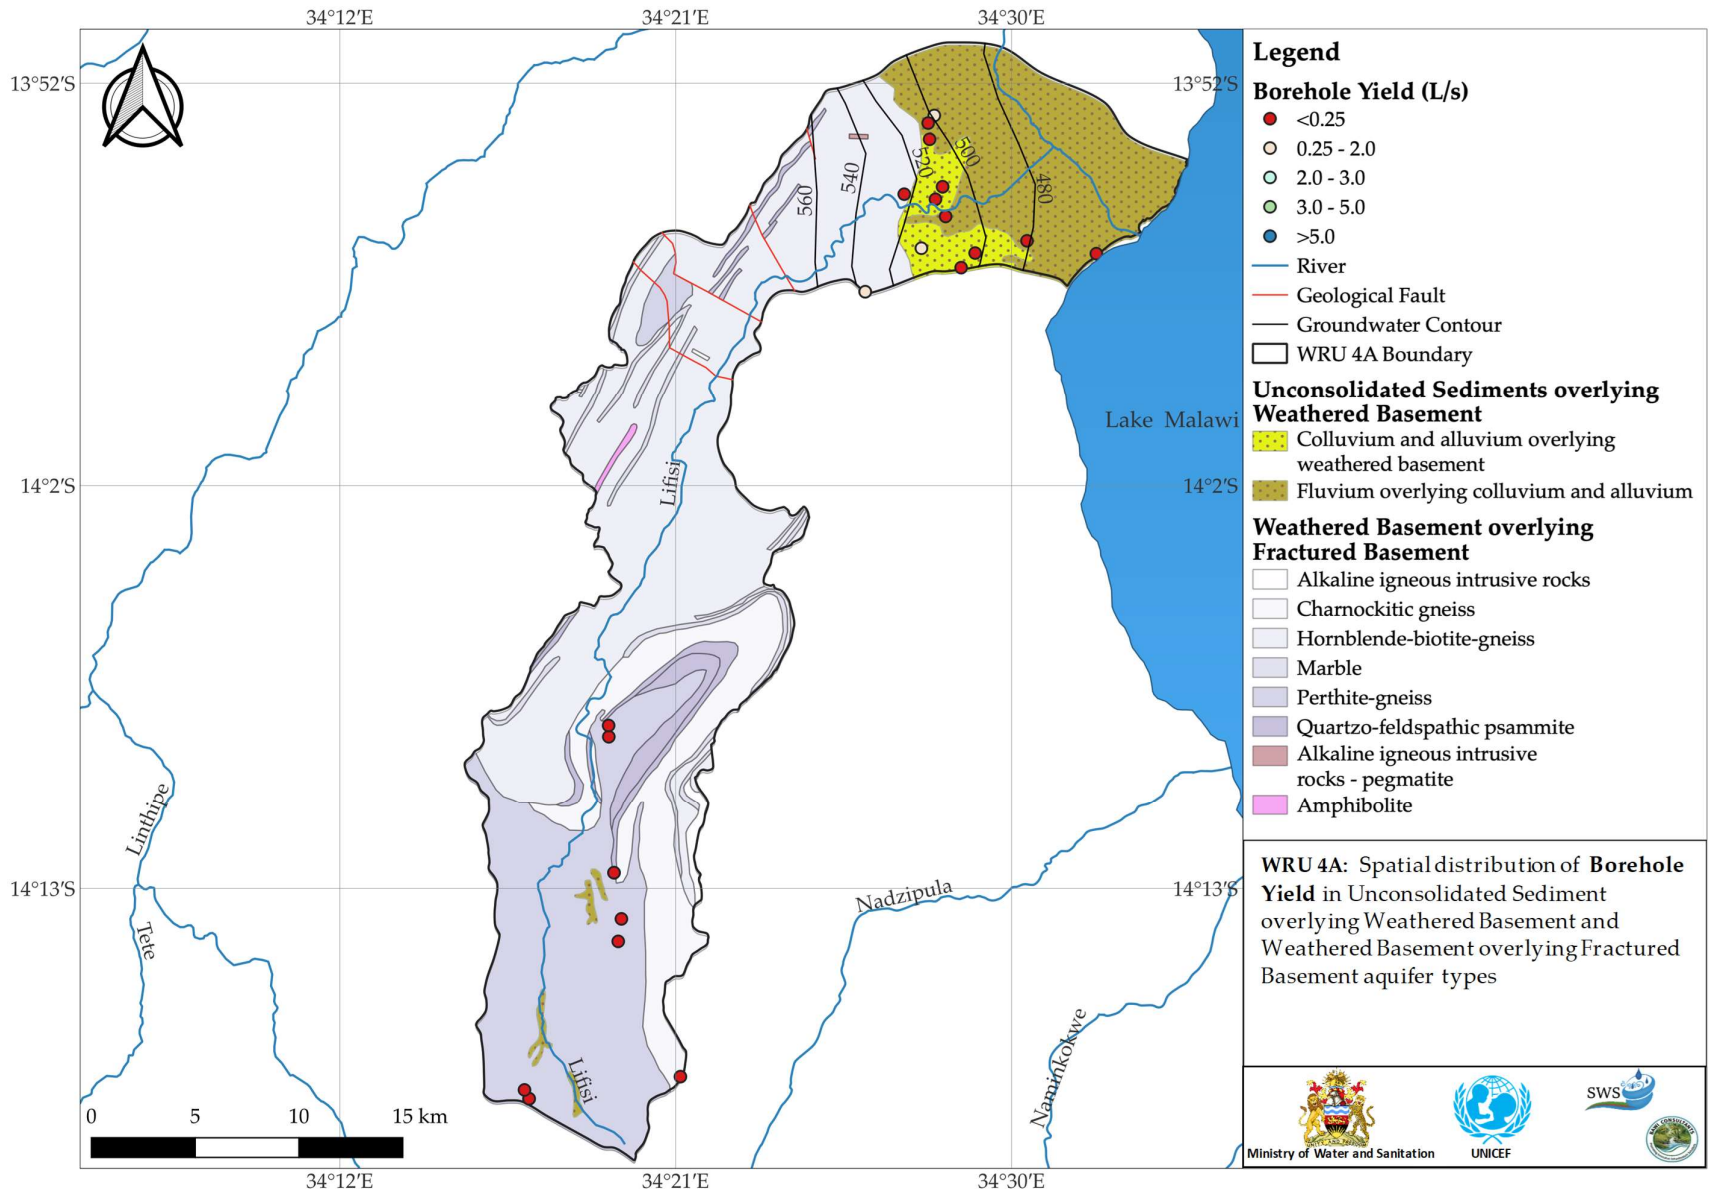 34°12′E
34°21′E
34°30′E
13°52′S
13°52′S
560
540
520
500
480
Lake Malawi
14°2′S
14°2′S
Lifisi
Linthipe
Tete
14°13′S
14°13′S
Nadzipula
Naminkokwe
Lifisi
0 5 10 15 km
34°12′E
34°21′E
34°30′E
Legend
Borehole Yield (L/s)
<0.25
0.25 - 2.0
2.0 - 3.0
3.0 - 5.0
>5.0
River
Geological Fault
Groundwater Contour
WRU 4A Boundary
Unconsolidated Sediments overlying
Weathered Basement
Colluvium and alluvium overlying
weathered basement
Fluvium overlying colluvium and alluvium
Weathered Basement overlying
Fractured Basement
Alkaline igneous intrusive rocks
Charnockitic gneiss
Hornblende-biotite-gneiss
Marble
Perthite-gneiss
Quartzo-feldspathic psammite
Alkaline igneous intrusive
rocks - pegmatite
Amphibolite
WRU 4A: Spatial distribution of Borehole
Yield in Unconsolidated Sediment
overlying Weathered Basement and
Weathered Basement overlying Fractured
Basement aquifer types
Ministry of Water and Sanitation
UNICEF
SWS